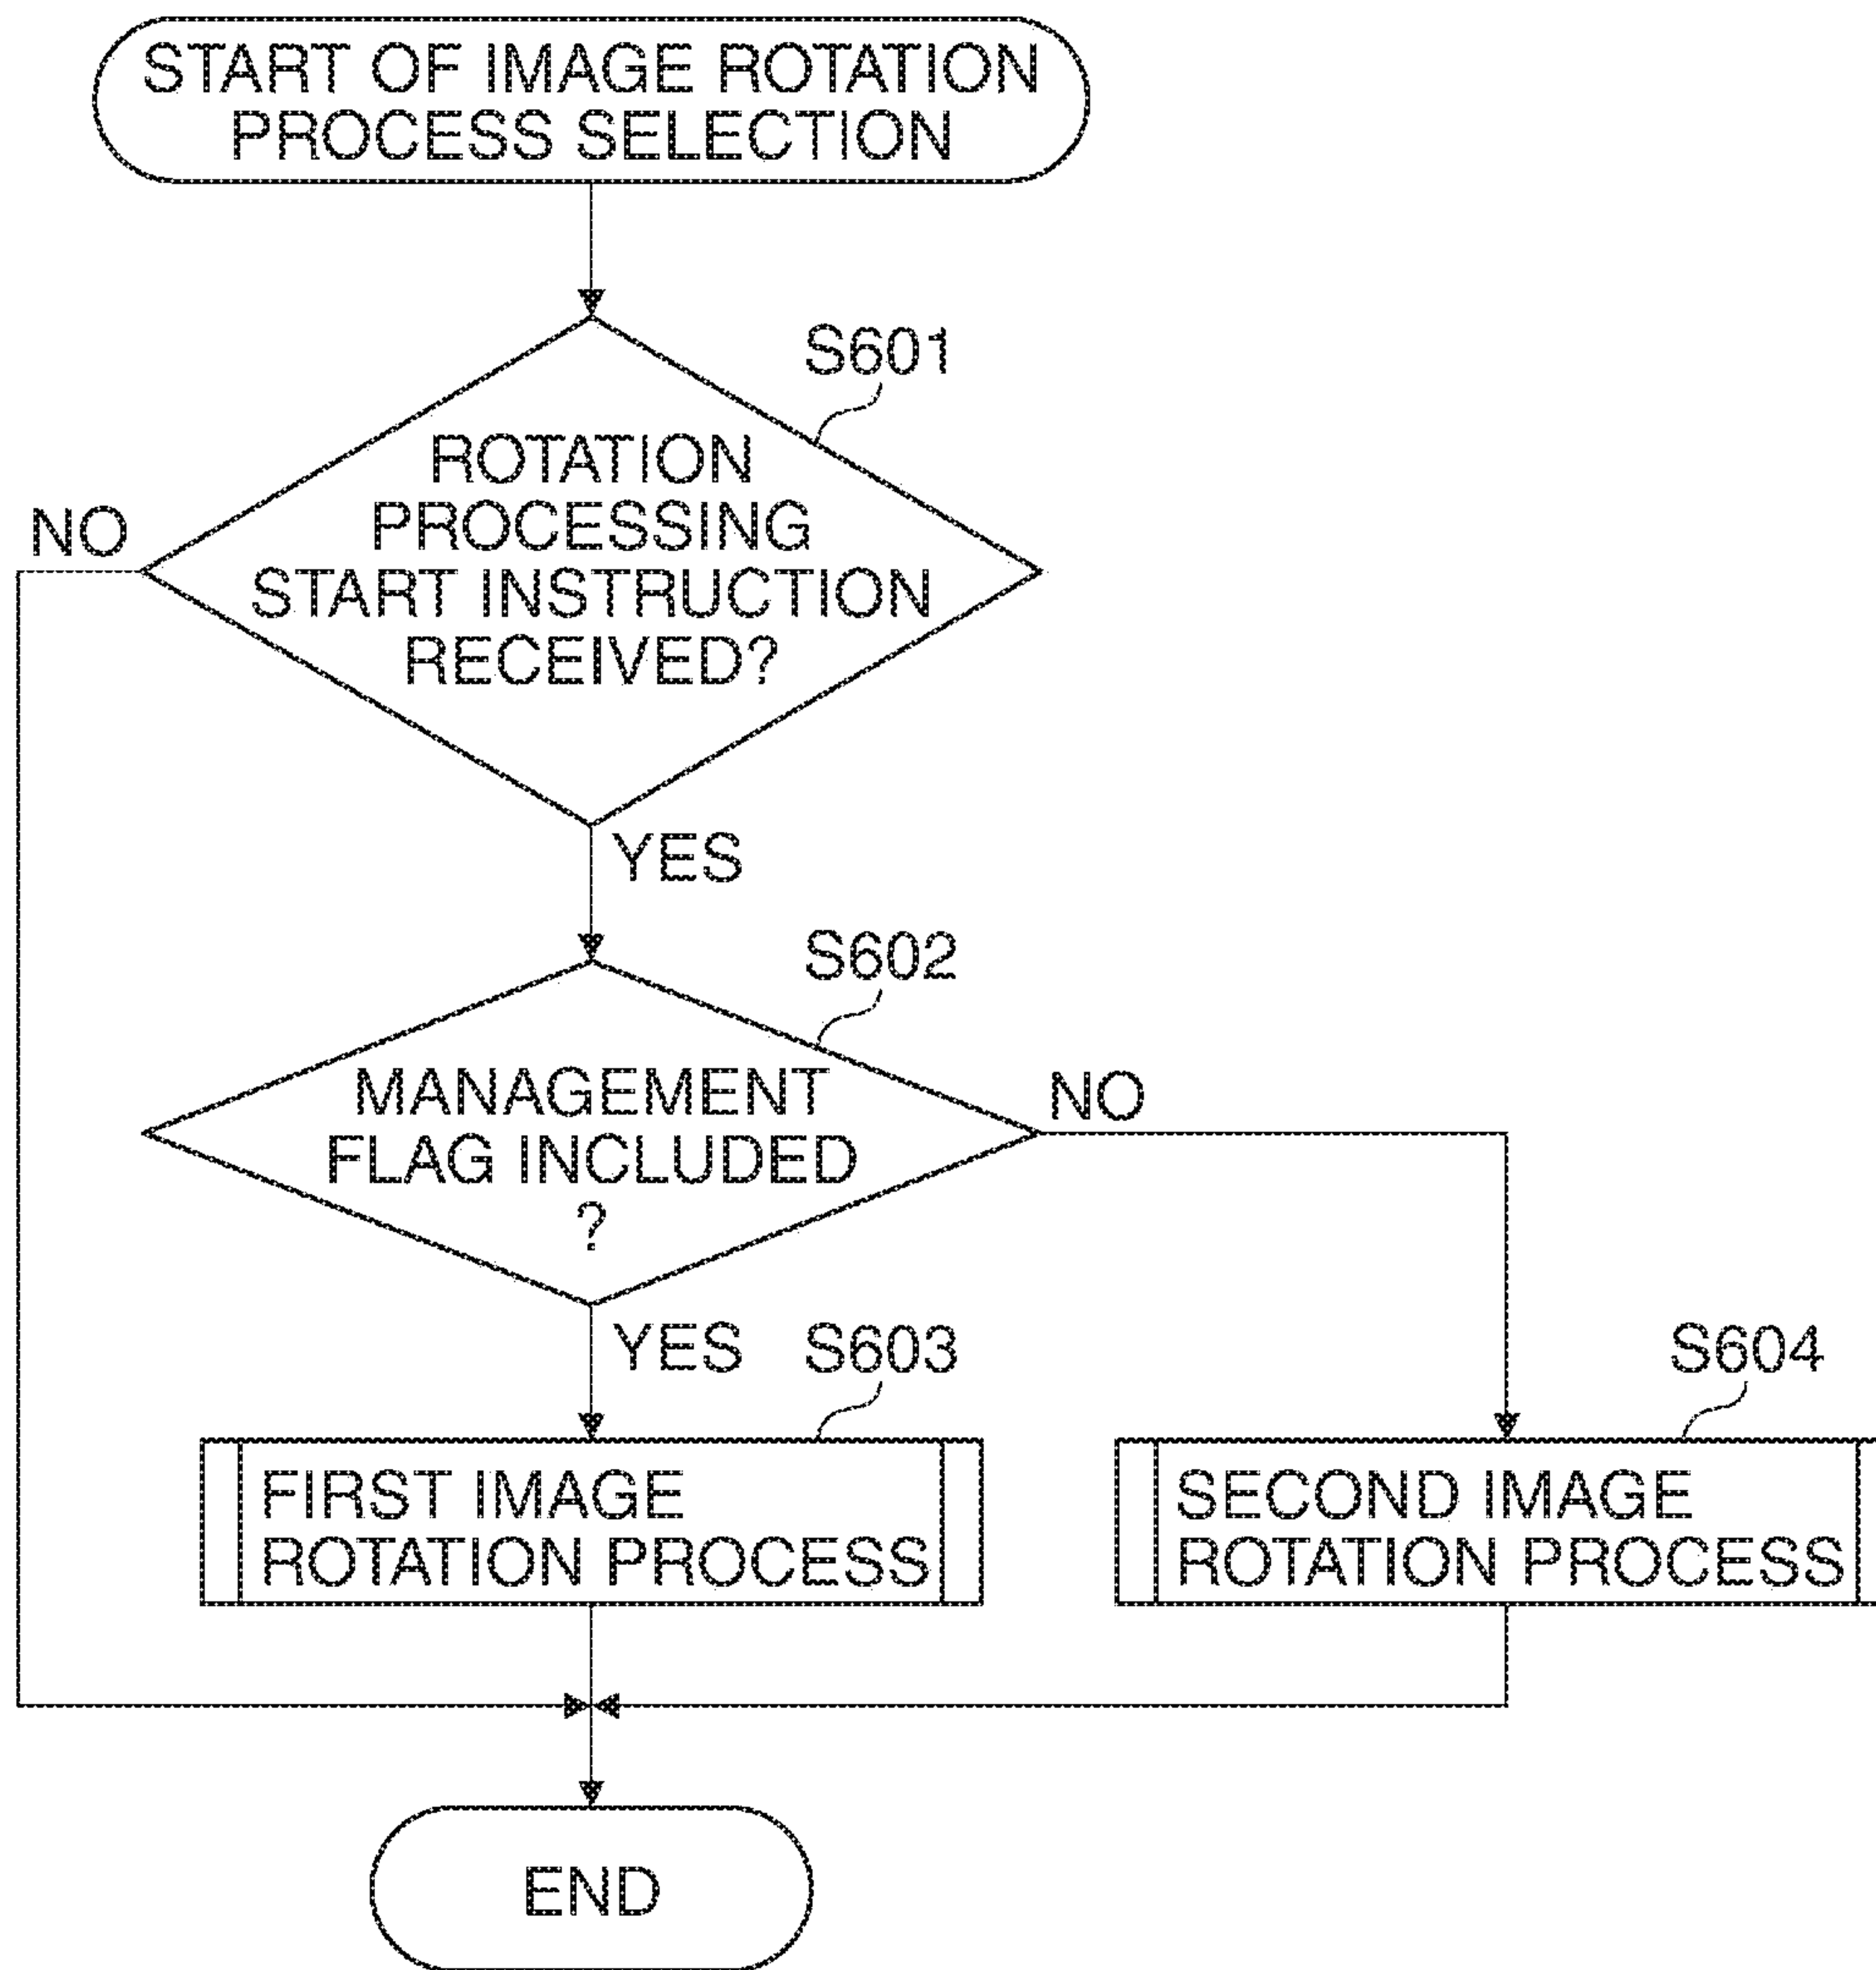 START OF IMAGE ROTATION
PROCESS SELECTION
S601
ROTATION
PROCESSING
START INSTRUCTION
RECEIVED?
NO
YES
S602
MANAGEMENT
FLAG INCLUDED
?
NO
YES
S603
S604
FIRST IMAGE
ROTATION PROCESS
SECOND IMAGE
ROTATION PROCESS
END